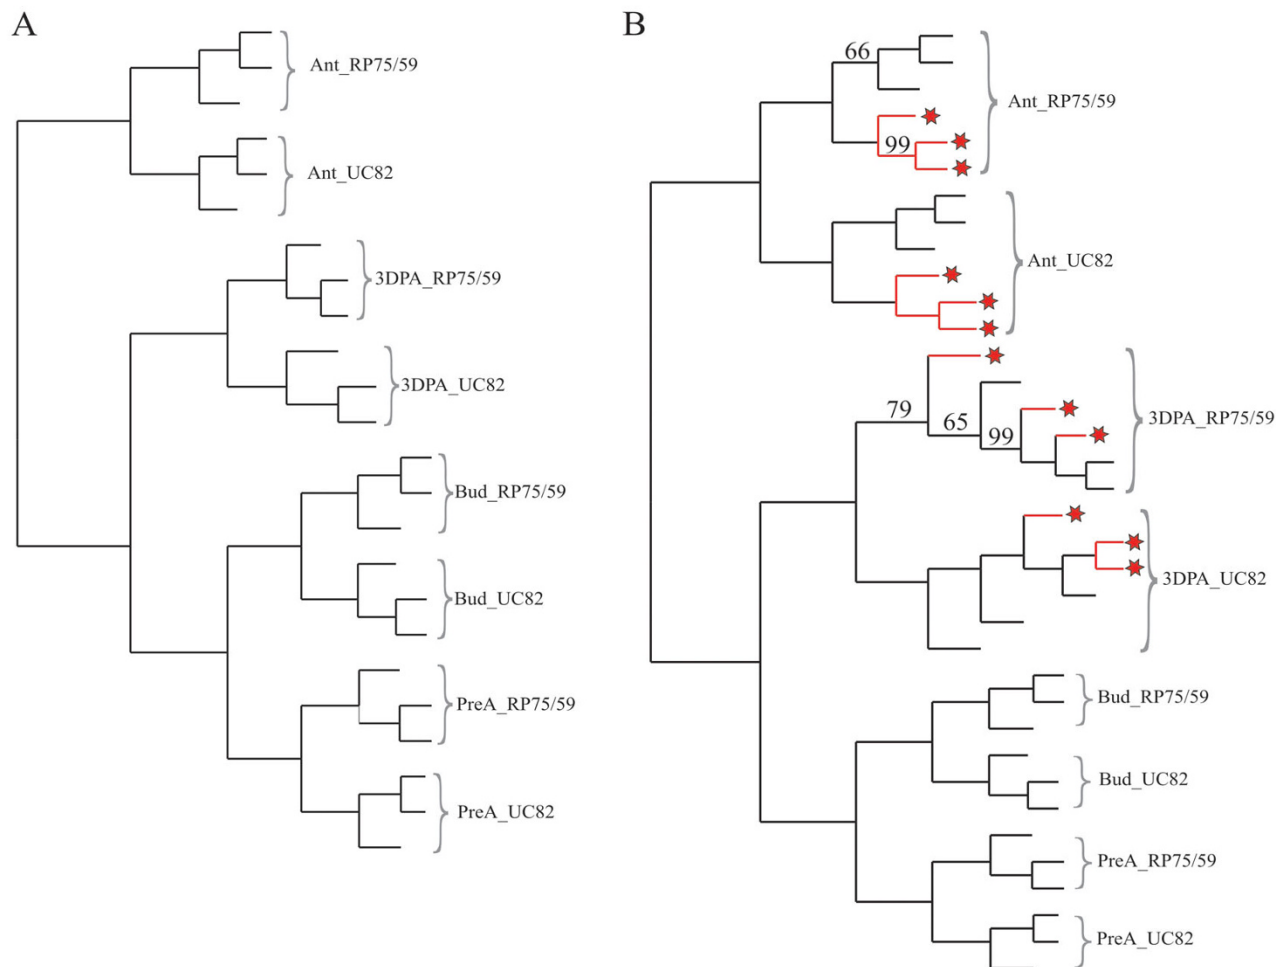 A
Ant_RP75/59
Ant_UC82
3DPA_RP75/59
3DPA_UC82
Bud_RP75/59
Bud_UC82
PreA_RP75/59
PreA_UC82
B
66
Ant_RP75/59
99
Ant_UC82
79
65
99
3DPA_RP75/59
3DPA_UC82
Bud_RP75/59
Bud_UC82
PreA_RP75/59
PreA_UC82